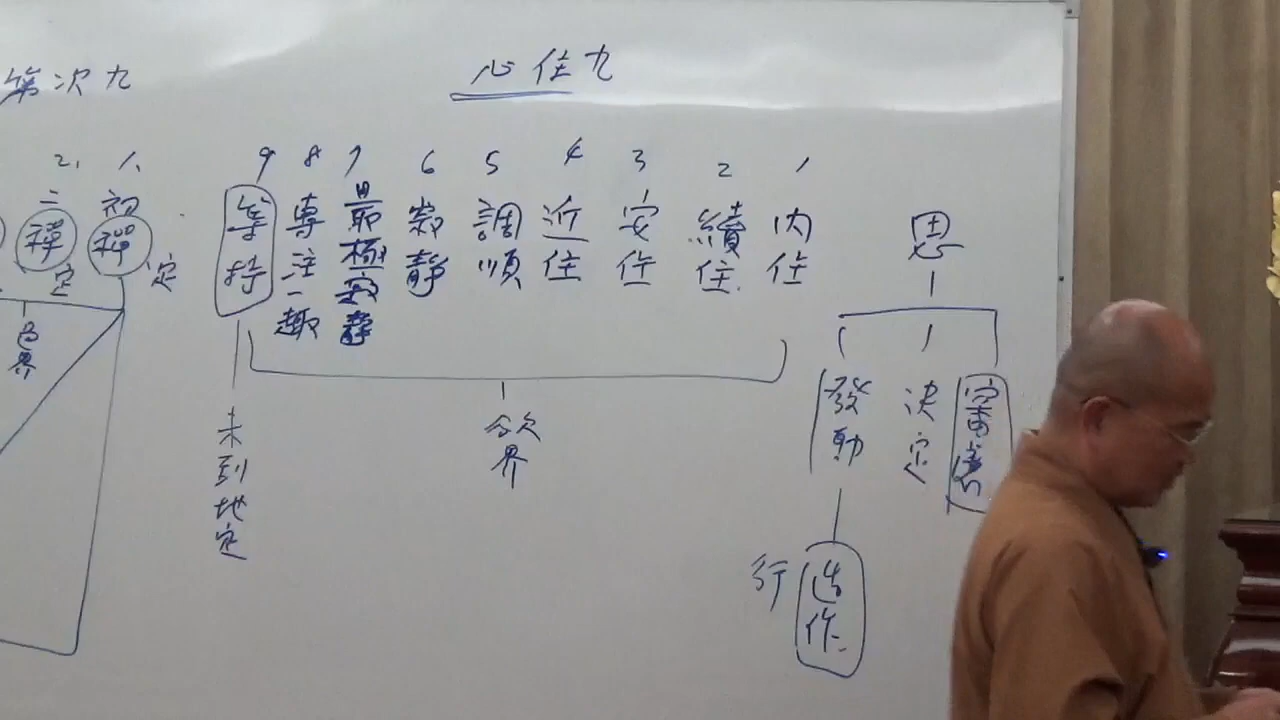 九住心
思
審慮
決定
發動
造作
行
1 內住
2 續住
3 安住
4 近住
5 調順
6 寂靜
7 最極寂靜
8 專注一趣
9 等持
欲界
未到地定
九次第
1、初禪定
2、二禪定
色界